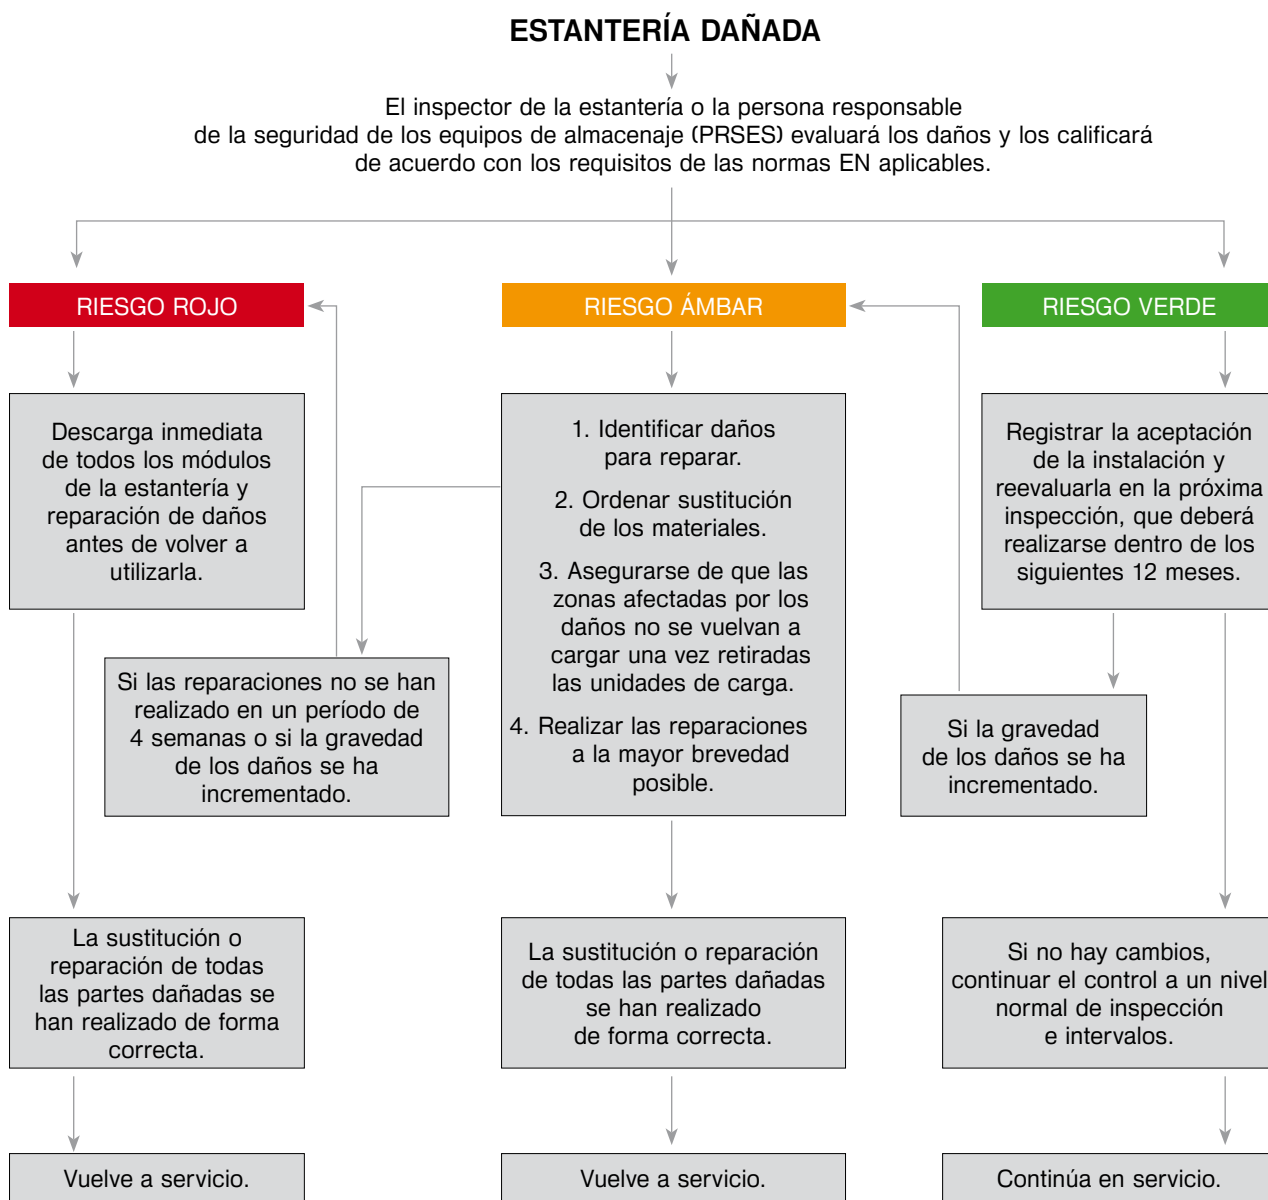 ESTANTERÍA DAÑADA
El inspector de la estantería o la persona responsable
de la seguridad de los equipos de almacenaje (PRSES) evaluará los daños y los calificará
de acuerdo con los requisitos de las normas EN aplicables.
RIESGO ROJO
RIESGO ÁMBAR
RIESGO VERDE
Descarga inmediata
de todos los módulos
de la estantería y
reparación de daños
antes de volver a
utilizarla.
1. Identificar daños
para reparar.
2. Ordenar sustitución
de los materiales.
3. Asegurarse de que las
zonas afectadas por los
daños no se vuelvan a
cargar una vez retiradas
las unidades de carga.
4. Realizar las reparaciones
a la mayor brevedad
posible.
Registrar la aceptación
de la instalación y
reevaluarla en la próxima
inspección, que deberá
realizarse dentro de los
siguientes 12 meses.
Si las reparaciones no se han
realizado en un período de
4 semanas o si la gravedad
de los daños se ha
incrementado.
Si la gravedad
de los daños se ha
incrementado.
La sustitución o
reparación de todas
las partes dañadas se
han realizado de forma
correcta.
La sustitución o reparación
de todas las partes dañadas
se han realizado
de forma correcta.
Si no hay cambios,
continuar el control a un nivel
normal de inspección
e intervalos.
Vuelve a servicio.
Vuelve a servicio.
Continúa en servicio.